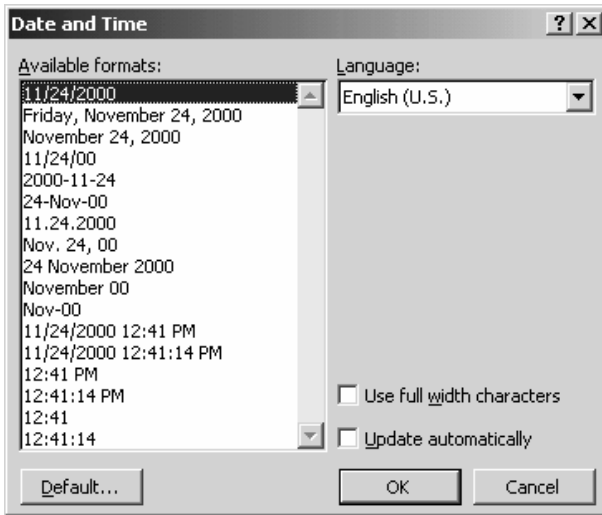 Date and Time
Available formats:
11/24/2000
Friday, November 24, 2000
November 24, 2000
11/24/00
2000-11-24
24-Nov-00
11.24.2000
Nov. 24, 00
24 November 2000
November 00
Nov-00
11/24/2000 12:41 PM
11/24/2000 12:41:14 PM
12:41 PM
12:41:14 PM
12:41
12:41:14
Language:
English (U.S.)
Use full width characters
Update automatically
Default...
OK
Cancel